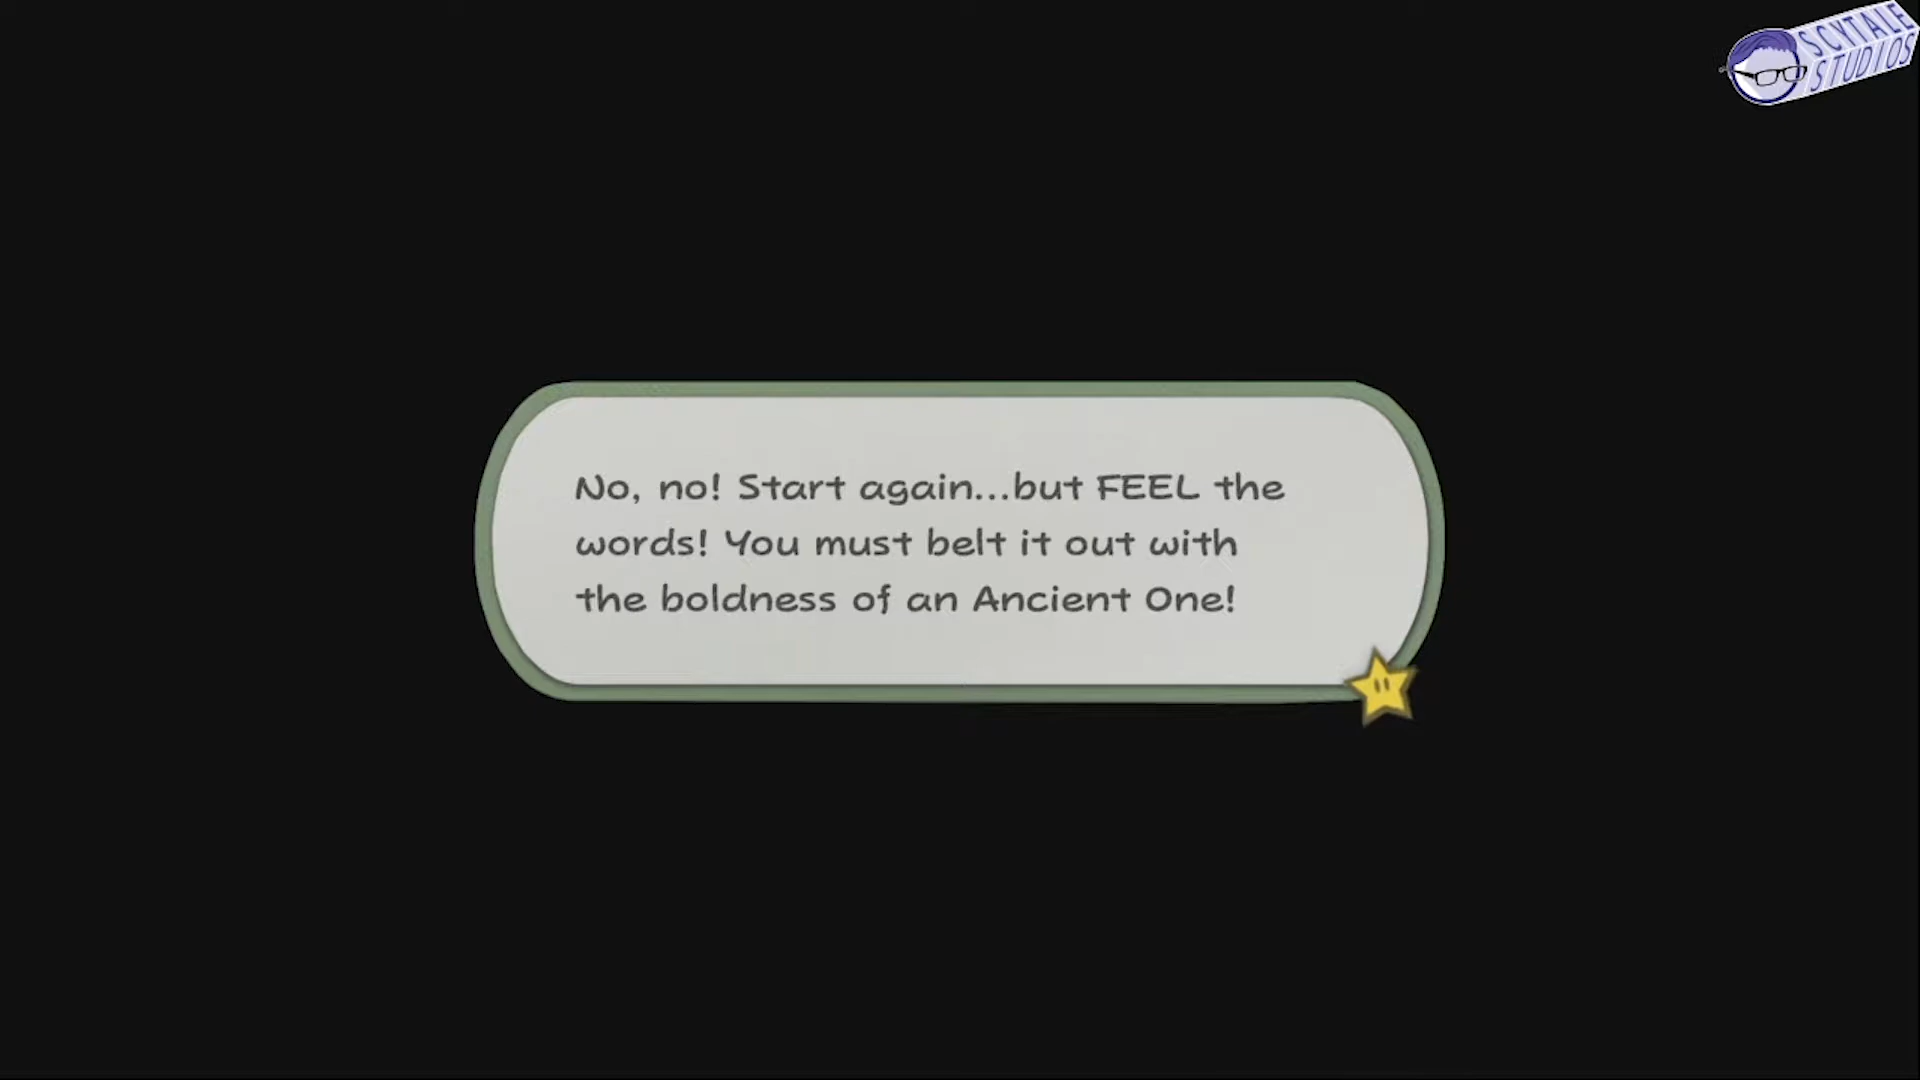 SCYTALE
STUDIOS
No, no! Start again...but FEEL the
words! You must belt it out with
the boldness of an Ancient One!